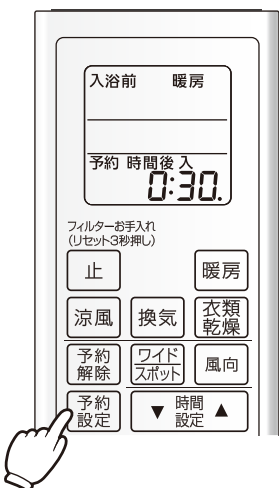 入浴前 暖房
予約 時間後 入
0:30.
フィルターお手入れ
(リセット3秒押し)
止
暖房
涼風
換気
衣類
乾燥
予約
解除
ワイド
スポット
風向
予約
設定
▼ 時間 ▲
設定